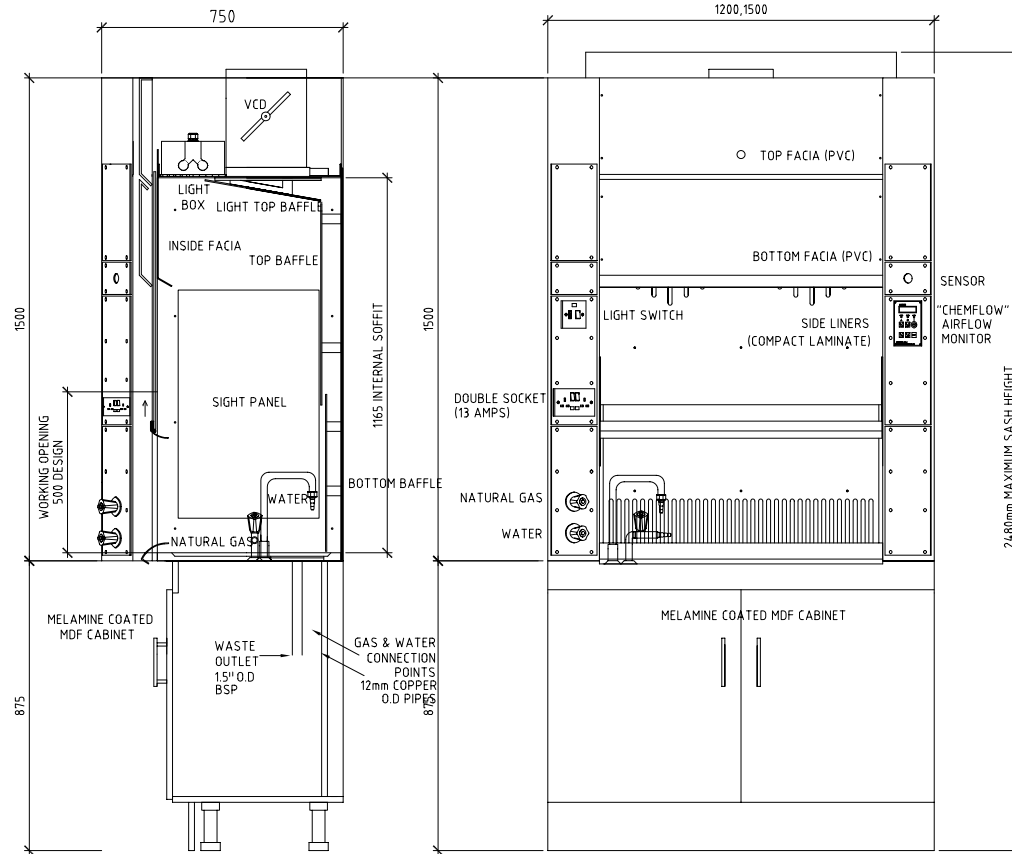 750
1200,1500
VCD
TOP FACIA (PVC)
LIGHT
BOX
LIGHT TOP BAFFLE
INSIDE FACIA
TOP BAFFLE
BOTTOM FACIA (PVC)
SENSOR
LIGHT SWITCH
SIDE LINERS
(COMPACT LAMINATE)
"CHEMFLOW"
AIRFLOW
MONITOR
1500
1500
1165 INTERNAL SOFFIT
SIGHT PANEL
DOUBLE SOCKET
(13 AMPS)
WORKING OPENING
500 DESIGN
2480mm MAXIMUM SASH HEIGHT
BOTTOM BAFFLE
WATER
NATURAL GAS
NATURAL GAS
WATER
MELAMINE COATED
MDF CABINET
MELAMINE COATED MDF CABINET
WASTE
OUTLET
1.5" O.D
BSP
GAS & WATER
CONNECTION
POINTS
12mm COPPER
O.D PIPES
875
875